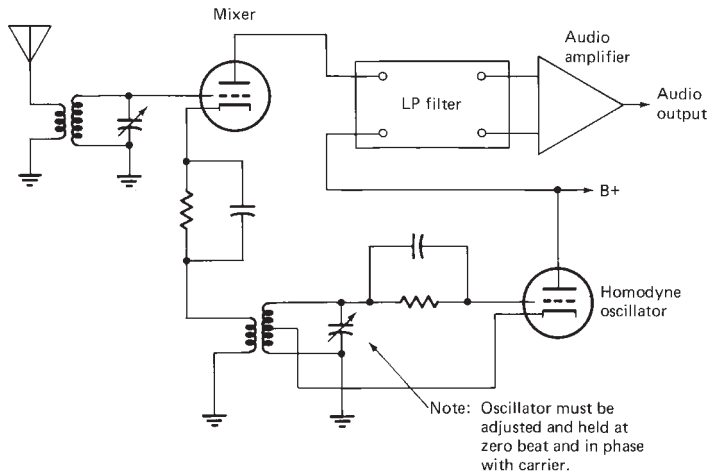 Mixer
Audio
amplifier
LP filter
Audio
output
B+
Homodyne
oscillator
Note: Oscillator must be
adjusted and held at
zero beat and in phase
with carrier.